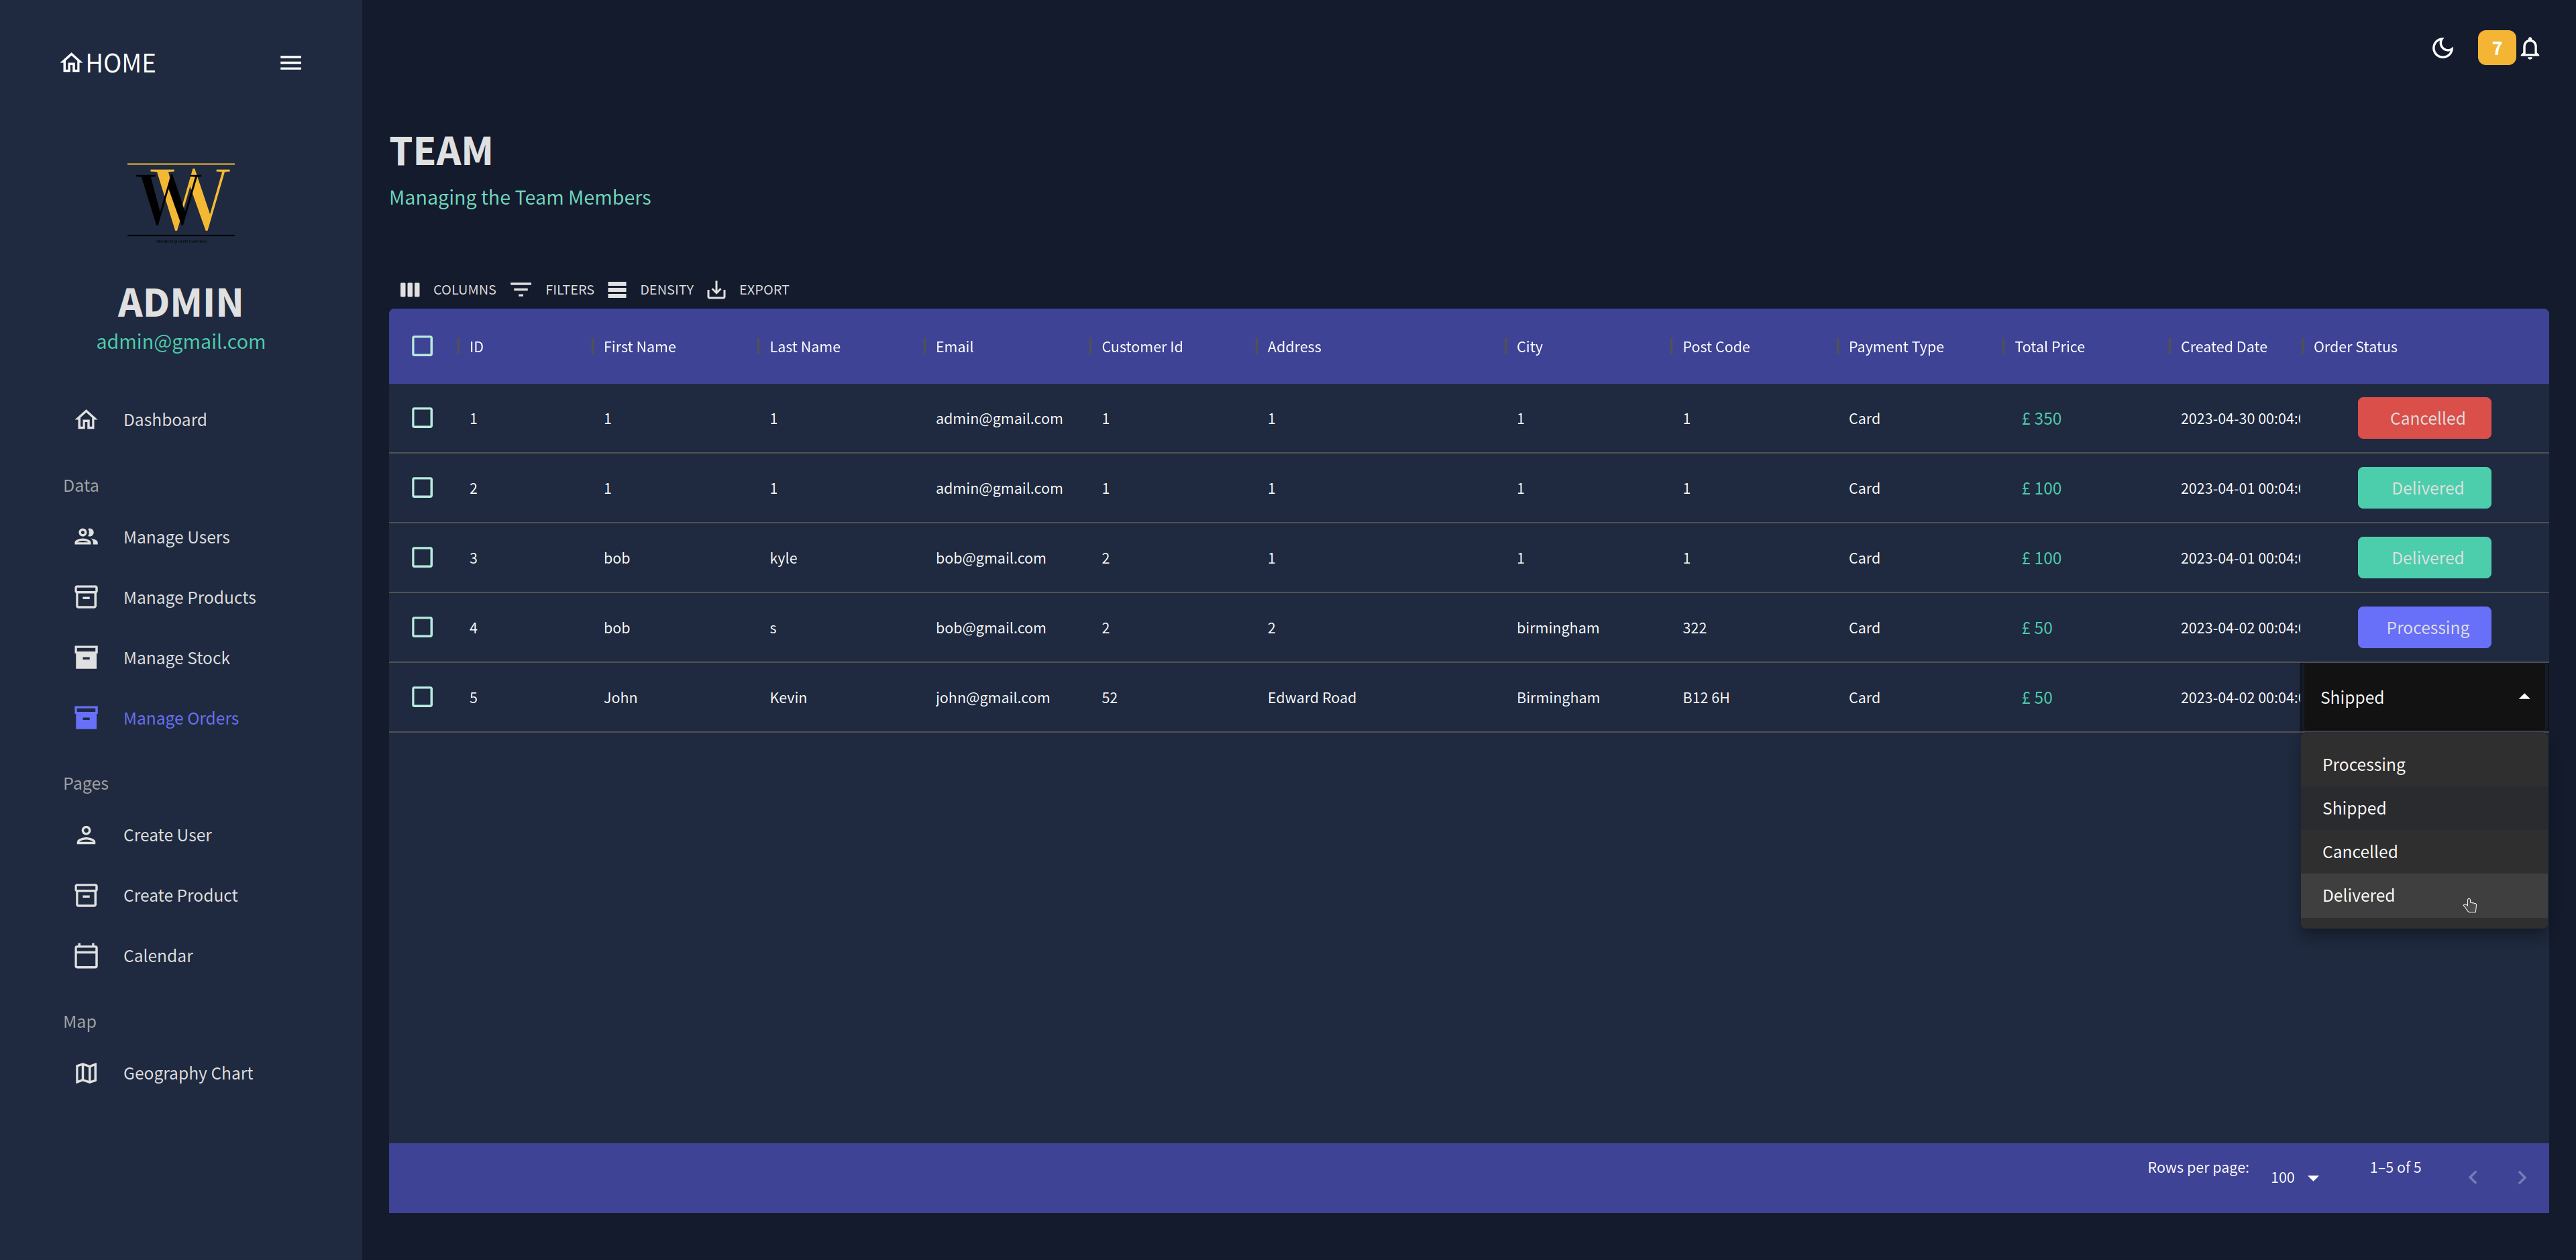 HOME
7
TEAM
Managing the Team Members
W
ADMIN
admin@gmail.com
Dashboard
Data
Manage Users
Manage Products
Manage Stock
Manage Orders
Pages
Create User
Create Product
Calendar
Map
Geography Chart
COLUMNS FILTERS DENSITY EXPORT
ID First Name Last Name Email Customer Id Address City Post Code Payment Type Total Price Created Date Order Status
1 1 1 admin@gmail.com 1 1 1 1 Card £ 350 2023-04-30 00:04: Cancelled
2 1 1 admin@gmail.com 1 1 1 1 Card £ 100 2023-04-01 00:04: Delivered
3 bob kyle bob@gmail.com 2 1 1 1 Card £ 100 2023-04-01 00:04: Delivered
4 bob s bob@gmail.com 2 2 birmingham 322 Card £ 50 2023-04-02 00:04: Processing
5 John Kevin john@gmail.com 52 Edward Road Birmingham B12 6H Card £ 50 2023-04-02 00:04: Shipped
Processing
Shipped
Cancelled
Delivered
Rows per page: 100 1–5 of 5